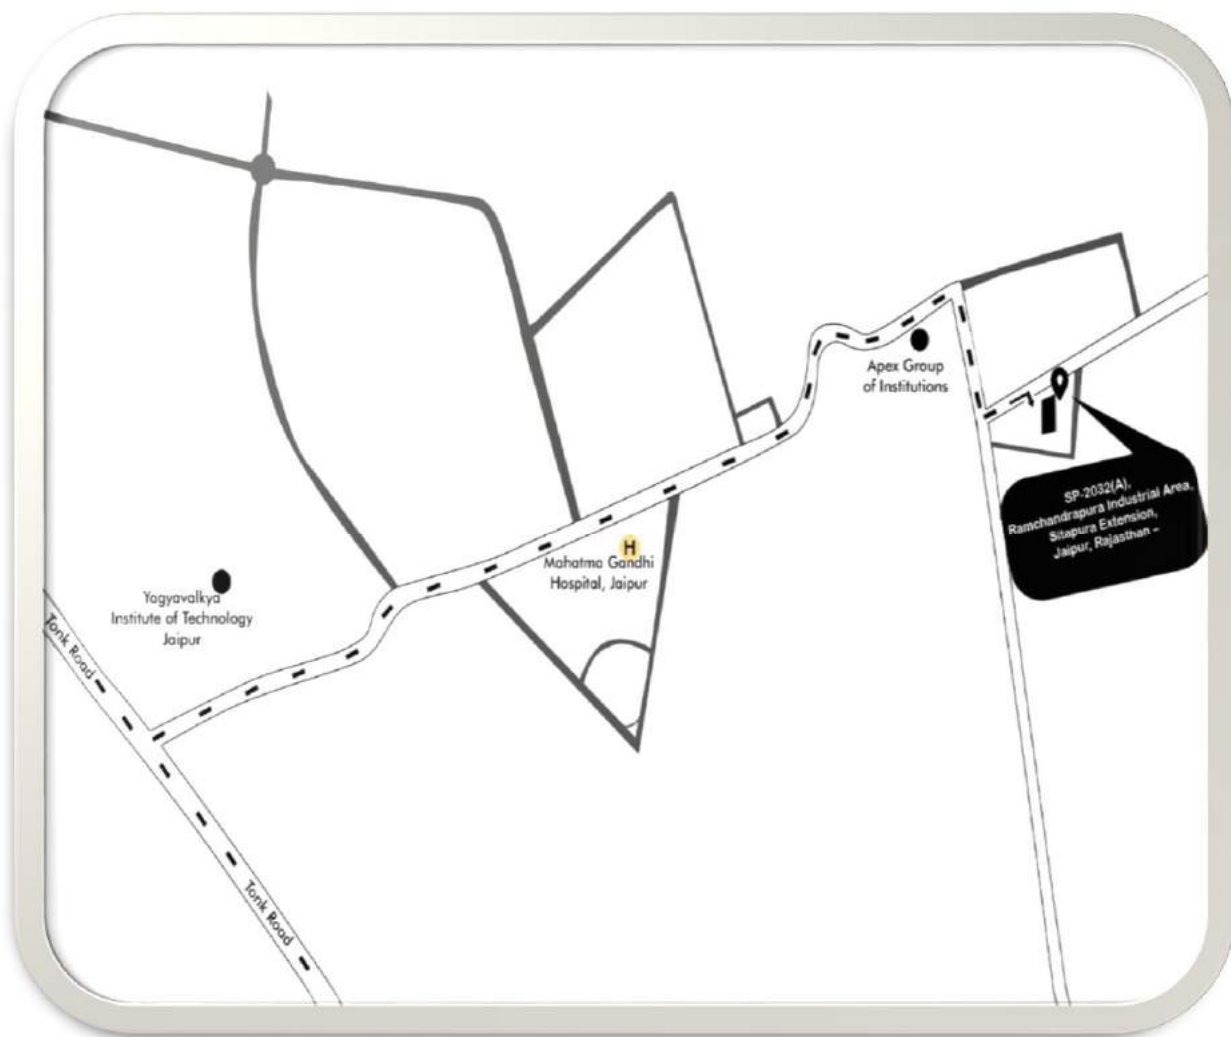 Apex Group
of Institutions
SP-2032(A),
Ramchandrapura Industrial Area,
Sitapura Extension,
Jaipur, Rajasthan –
H
Mahatma Gandhi
Hospital, Jaipur
Yagyavalkya
Institute of Technology
Jaipur
Tonk Road
Tonk Road